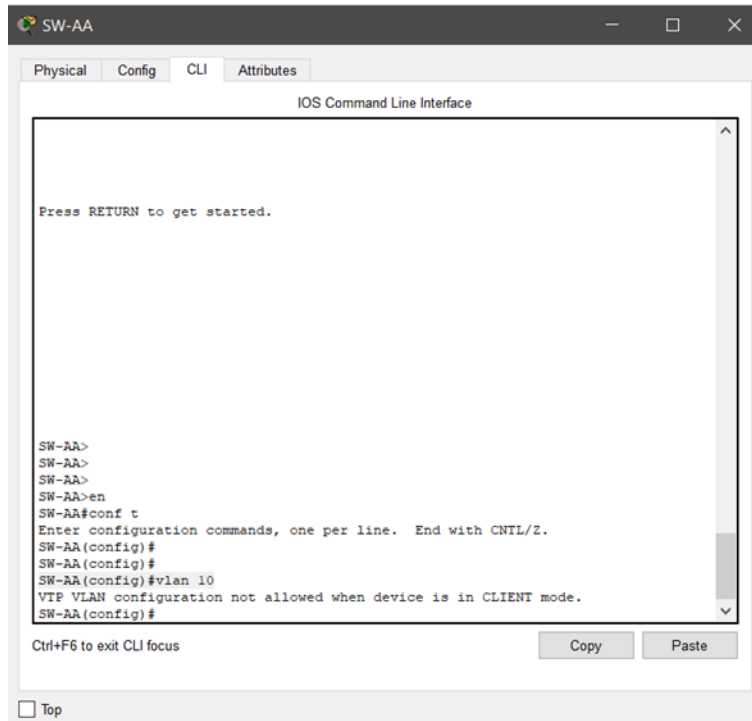 SW-AA
Physical Config CLI Attributes
IOS Command Line Interface
Press RETURN to get started.
SW-AA>
SW-AA>
SW-AA>
SW-AA>en
SW-AA#conf t
Enter configuration commands, one per line.  End with CNTL/Z.
SW-AA(config)#
SW-AA(config)#
SW-AA(config)#vlan 10
VTP VLAN configuration not allowed when device is in CLIENT mode.
SW-AA(config)#
Ctrl+F6 to exit CLI focus
Copy Paste
Top